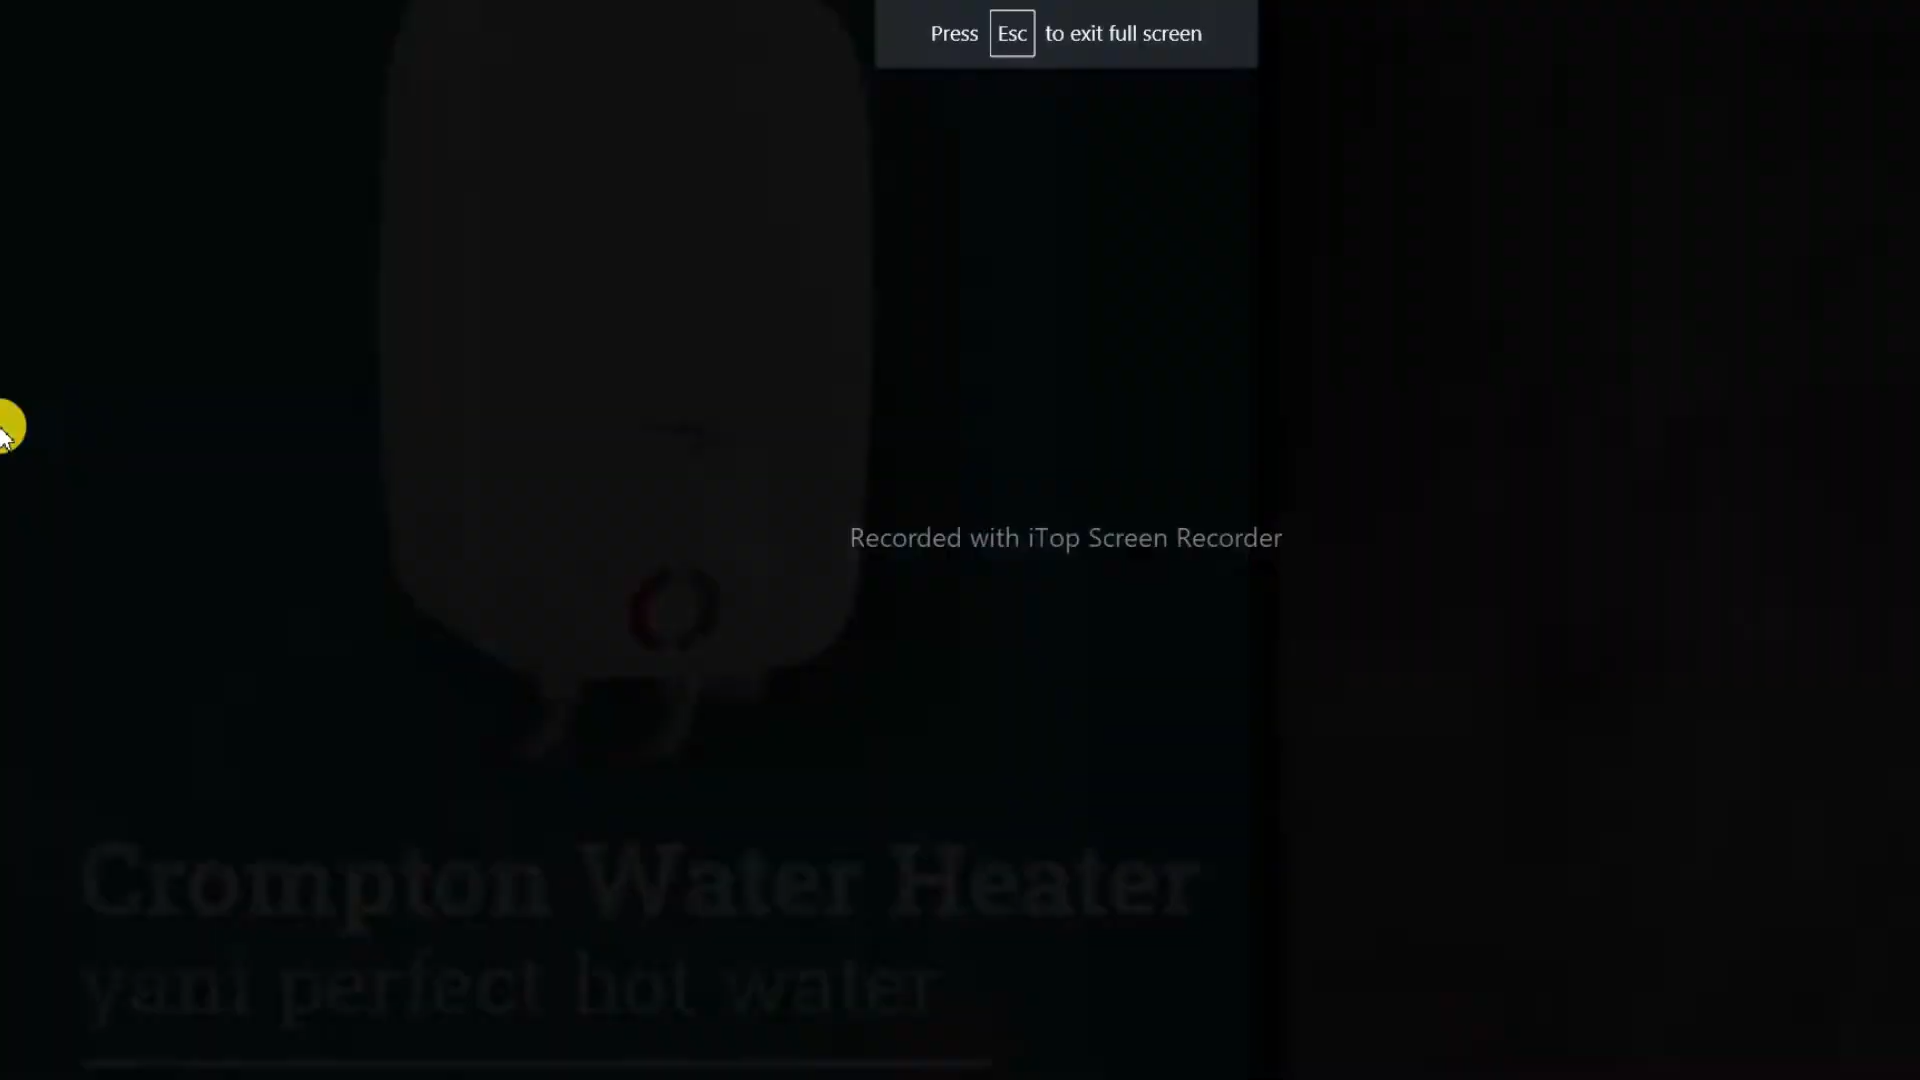 Press Esc to exit full screen
Recorded with iTop Screen Recorder
Crompton Water Heater
yani perfect hot water